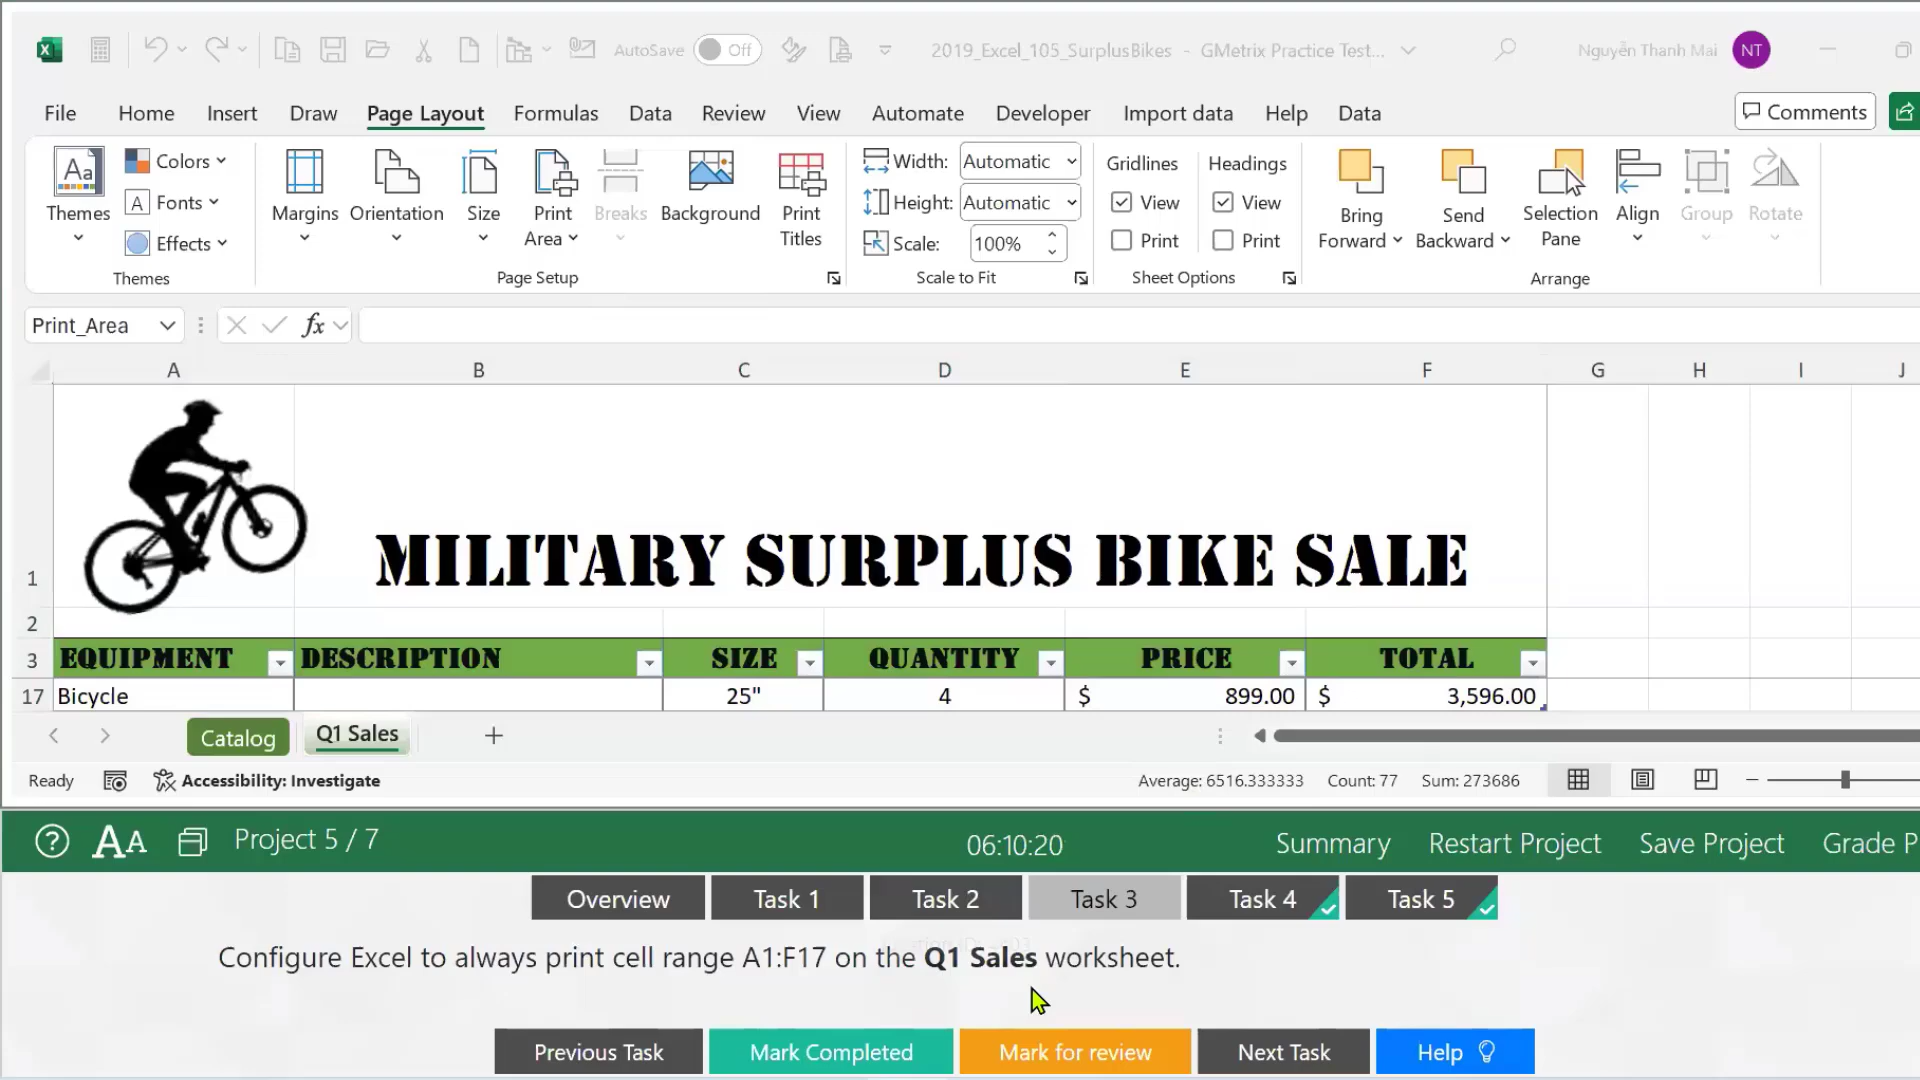 AutoSave Off 2019_Excel_105_SurplusBikes - GMetrix Practice Test... Nguyễn Thanh Mai NT
File Home Insert Draw Page Layout Formulas Data Review View Automate Developer Import data Help Data Comments
Themes Colors Fonts Effects Themes
Margins Orientation Size Print Area Breaks Background Print Titles Page Setup
Width: Automatic Height: Automatic Scale: 100% Scale to Fit
Gridlines View Print Headings View Print Sheet Options
Bring Forward Send Backward Selection Pane Align Group Rotate Arrange
Print_Area fx
A B C D E F G H I J
1 MILITARY SURPLUS BIKE SALE
2
3 EQUIPMENT DESCRIPTION SIZE QUANTITY PRICE TOTAL
17 Bicycle 25" 4 $ 899.00 $ 3,596.00
Catalog Q1 Sales +
Ready Accessibility: Investigate Average: 6516.333333 Count: 77 Sum: 273686
Project 5 / 7 06:10:20 Summary Restart Project Save Project Grade P
Overview Task 1 Task 2 Task 3 Task 4 Task 5
Configure Excel to always print cell range A1:F17 on the Q1 Sales worksheet.
Previous Task Mark Completed Mark for review Next Task Help